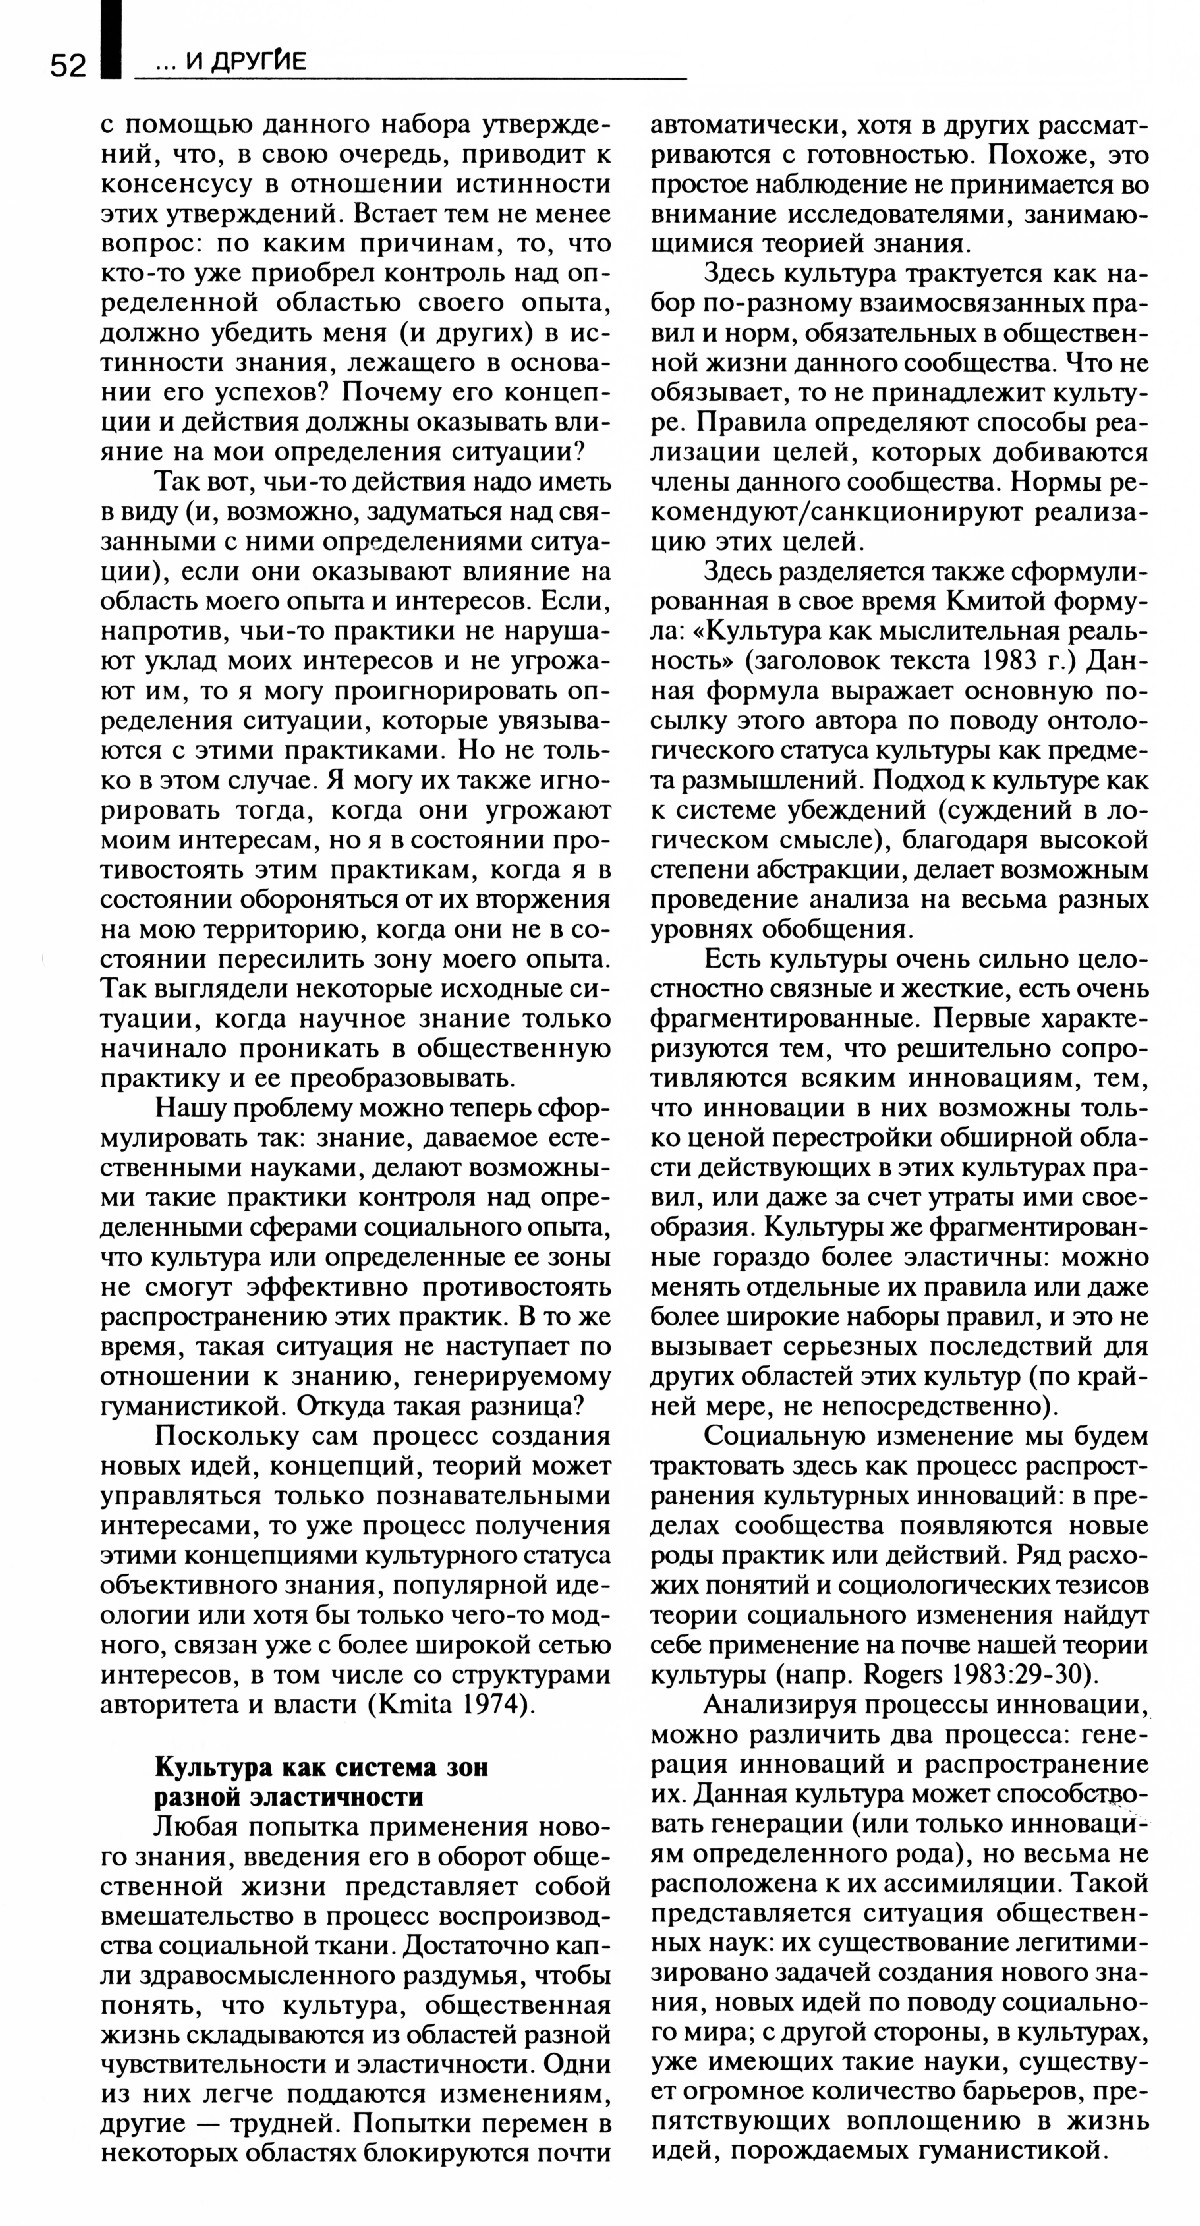 52
... И ДРУГИЕ
с помощью данного набора утвержде-
ний, что, в свою очередь, приводит к
консенсусу в отношении истинности
этих утверждений. Встает тем не менее
вопрос: по каким причинам, то, что
кто-то уже приобрел контроль над оп-
ределенной областью своего опыта,
должно убедить меня (и других) в ис-
тинности знания, лежащего в основа-
нии его успехов? Почему его концеп-
ции и действия должны оказывать вли-
яние на мои определения ситуации?
Так вот, чьи-то действия надо иметь
в виду (и, возможно, задуматься над свя-
занными с ними определениями ситуа-
ции), если они оказывают влияние на
область моего опыта и интересов. Если,
напротив, чьи-то практики не наруша-
ют уклад моих интересов и не угрожа-
ют им, то я могу проигнорировать оп-
ределения ситуации, которые увязыва-
ются с этими практиками. Но не толь-
ко в этом случае. Я могу их также игно-
рировать тогда, когда они угрожают
моим интересам, но я в состоянии про-
тивостоять этим практикам, когда я в
состоянии обороняться от их вторжения
на мою территорию, когда они не в со-
стоянии пересилить зону моего опыта.
Так выглядели некоторые исходные си-
туации, когда научное знание только
начинало проникать в общественную
практику и ее преобразовывать.
Нашу проблему можно теперь сфор-
мулировать так: знание, даваемое есте-
ственными науками, делают возможны-
ми такие практики контроля над опре-
деленными сферами социального опыта,
что культура или определенные ее зоны
не смогут эффективно противостоять
распространению этих практик. В то же
время, такая ситуация не наступает по
отношении к знанию, генерируемому
гуманистикой. Откуда такая разница?
Поскольку сам процесс создания
новых идей, концепций, теорий может
управляться только познавательными
интересами, то уже процесс получения
этими концепциями культурного статуса
объективного знания, популярной иде-
ологии или хотя бы только чего-то мод-
ного, связан уже с более широкой сетью
интересов, в том числе со структурами
авторитета и власти (Kmita 1974).
Культура как система зон
разной эластичности
Любая попытка применения ново-
го знания, введения его в оборот обще-
ственной жизни представляет собой
вмешательство в процесс воспроизвод-
ства социальной ткани. Достаточно кап-
ли здравосмысленного раздумья, чтобы
понять, что культура, общественная
жизнь складываются из областей разной
чувствительности и эластичности. Одни
из них легче поддаются изменениям,
другие — трудней. Попытки перемен в
некоторых областях блокируются почти
автоматически, хотя в других рассмат-
риваются с готовностью. Похоже, это
простое наблюдение не принимается во
внимание исследователями, занимаю-
щимися теорией знания.
Здесь культура трактуется как на-
бор по-разному взаимосвязанных пра-
вил и норм, обязательных в обществен-
ной жизни данного сообщества. Что не
обязывает, то не принадлежит культу-
ре. Правила определяют способы реа-
лизации целей, которых добиваются
члены данного сообщества. Нормы ре-
комендуют/санкционируют реализа-
цию этих целей.
Здесь разделяется также сформули-
рованная в свое время Кмитой форму-
ла: «Культура как мыслительная реаль-
ность» (заголовок текста 1983 г.) Дан-
ная формула выражает основную по-
сылку этого автора по поводу онтоло-
гического статуса культуры как предме-
та размышлений. Подход к культуре как
к системе убеждений (суждений в ло-
гическом смысле), благодаря высокой
степени абстракции, делает возможным
проведение анализа на весьма разных
уровнях обобщения.
Есть культуры очень сильно цело-
стностно связные и жесткие, есть очень
фрагментированные. Первые характе-
ризуются тем, что решительно сопро-
тивляются всяким инновациям, тем,
что инновации в них возможны толь-
ко ценой перестройки обширной обла-
сти действующих в этих культурах пра-
вил, или даже за счет утраты ими свое-
образия. Культуры же фрагментирован-
ные гораздо более эластичны: можно
менять отдельные их правила или даже
более широкие наборы правил, и это не
вызывает серьезных последствий для
других областей этих культур (по край-
ней мере, не непосредственно).
Социальную изменение мы будем
трактовать здесь как процесс распрост-
ранения культурных инноваций: в пре-
делах сообщества появляются новые
роды практик или действий. Ряд расхо-
жих понятий и социологических тезисов
теории социального изменения найдут
себе применение на почве нашей теории
культуры (напр. Rogers 1983:29-30).
Анализируя процессы инновации,
можно различить два процесса: гене-
рация инноваций и распространение
их. Данная культура может способство-
вать генерации (или только инноваци-
ям определенного рода), но весьма не
расположена к их ассимиляции. Такой
представляется ситуация обществен-
ных наук: их существование легитими-
зировано задачей создания нового зна-
ния, новых идей по поводу социально-
го мира; с другой стороны, в культурах,
уже имеющих такие науки, существу-
ет огромное количество барьеров, пре-
пятствующих воплощению в жизнь
идей, порождаемых гуманистикой.